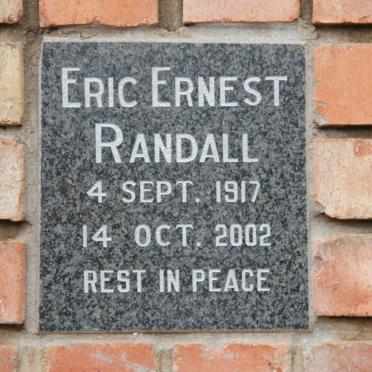 Eric Ernest
Randall
4 Sept. 1917
14 Oct. 2002
Rest in Peace